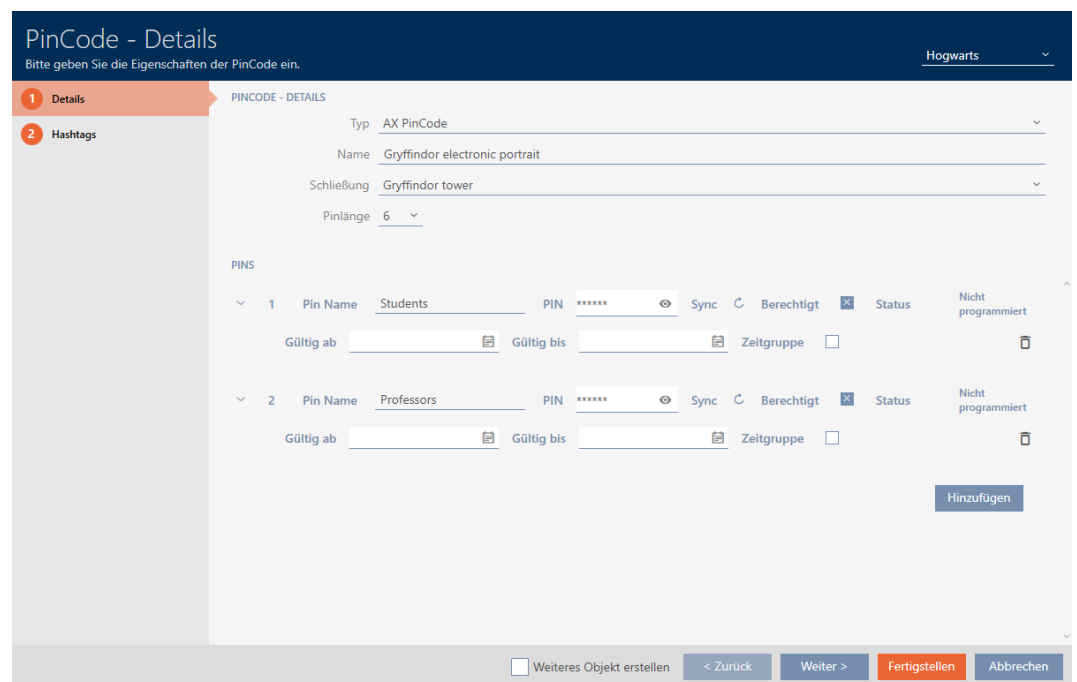 PinCode - Details
Bitte geben Sie die Eigenschaften der PinCode ein.
Hogwarts
1 Details
2 Hashtags
PINCODE - DETAILS
Typ AX PinCode
Name Gryffindor electronic portrait
Schließung Gryffindor tower
Pinlänge 6
PINS
1 Pin Name Students PIN ****** Sync Berechtigt Status Nicht programmiert
Gültig ab Gültig bis Zeitgruppe
2 Pin Name Professors PIN ****** Sync Berechtigt Status Nicht programmiert
Gültig ab Gültig bis Zeitgruppe
Hinzufügen
Weiteres Objekt erstellen < Zurück Weiter > Fertigstellen Abbrechen